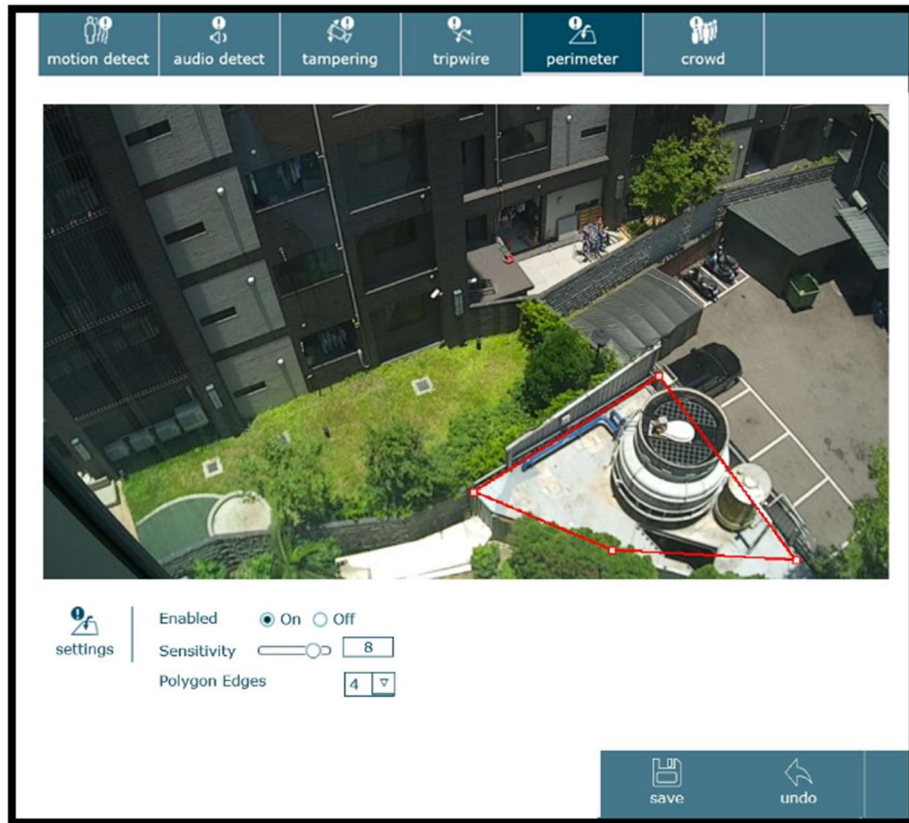 motion detect
audio detect
tampering
tripwire
perimeter
crowd
settings
Enabled On Off
Sensitivity 8
Polygon Edges 4
save
undo